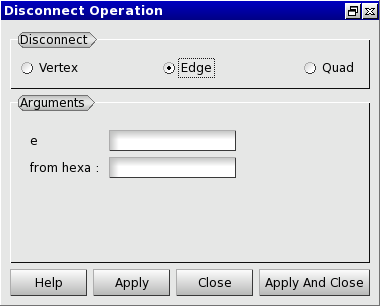 Disconnect Operation
Disconnect
Vertex Edge Quad
Arguments
e
from hexa :
Help Apply Close Apply And Close